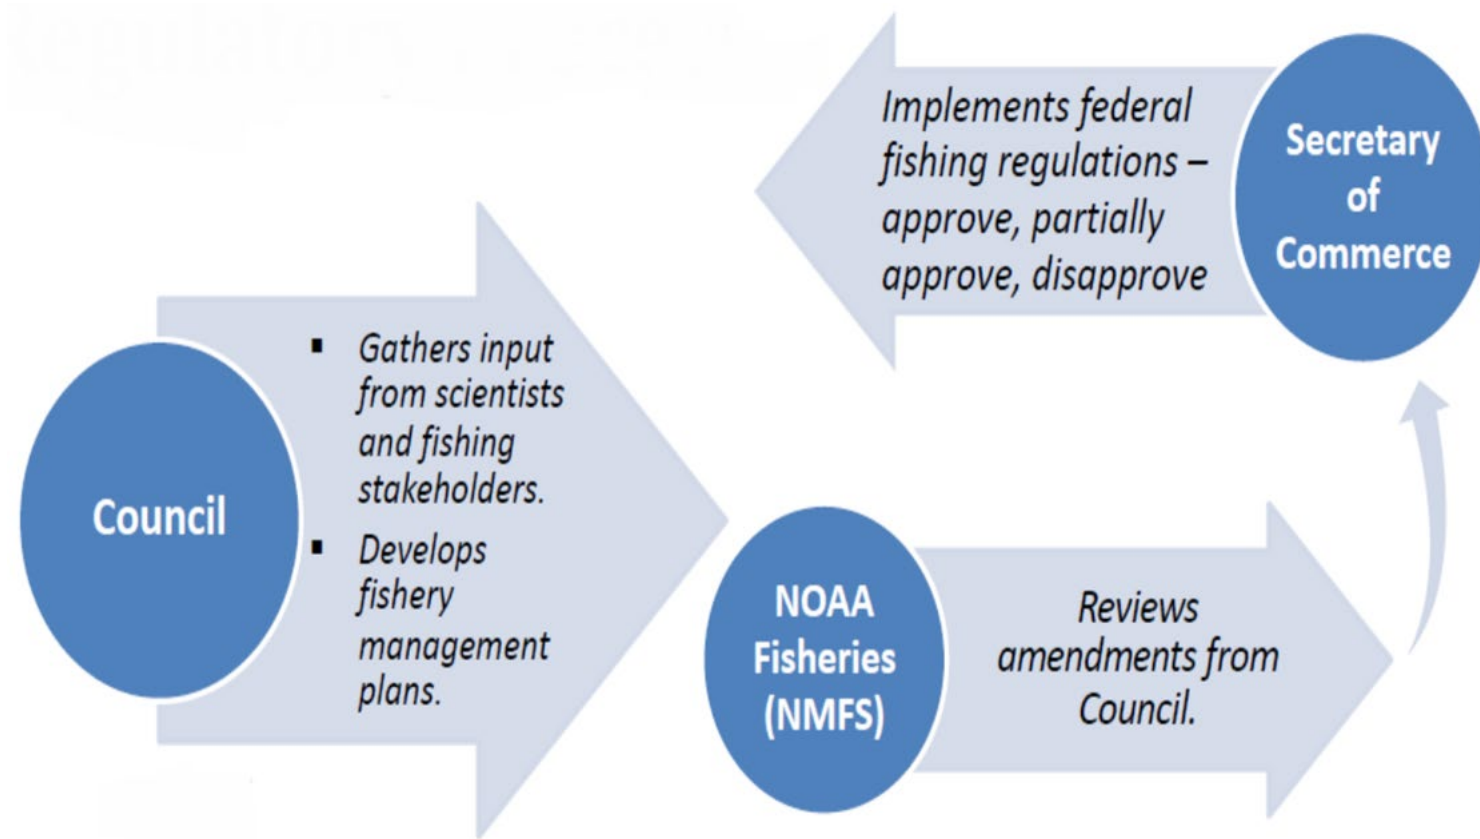 Council
▪ Gathers input
from scientists
and fishing
stakeholders.
▪ Develops
fishery
management
plans.
NOAA
Fisheries
(NMFS)
Reviews
amendments from
Council.
Secretary
of
Commerce
Implements federal
fishing regulations –
approve, partially
approve, disapprove